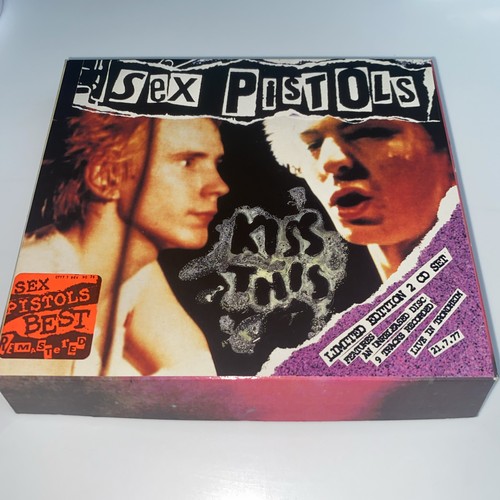 SEX PISTOLS
KISS
THIS
SEX
PISTOLS
BEST
REMASTERED
LIMITED EDITION 2 CD SET
FEATURES
AN UNRELEASED DISC
9 TRACKS RECORDED
LIVE IN TRONDHEIM
21.7.77